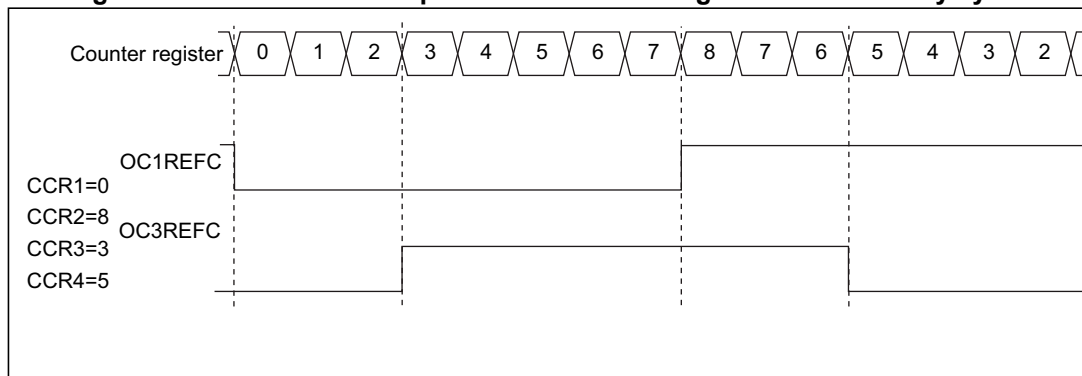 Counter register 0 1 2 3 4 5 6 7 8 7 6 5 4 3 2
OC1REFC
CCR1=0
CCR2=8
OC3REFC
CCR3=3
CCR4=5